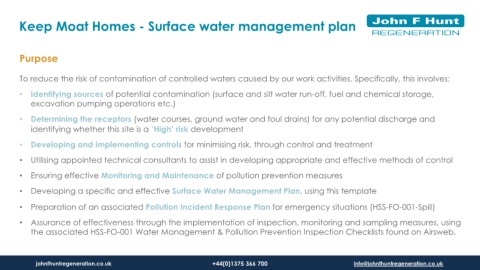 Keep Moat Homes - Surface water management plan
John F Hunt
REGENERATION
Purpose
To reduce the risk of contamination of controlled waters caused by our work activities. Specifically, this involves:
• Identifying sources of potential contamination (surface and silt water run-off, fuel and chemical storage,
excavation pumping operations etc.)
• Determining the receptors (water courses, ground water and foul drains) for any potential discharge and
identifying whether this site is a 'High' risk development
• Developing and implementing controls for minimising risk, through control and treatment
• Utilising appointed technical consultants to assist in developing appropriate and effective methods of control
• Ensuring effective Monitoring and Maintenance of pollution prevention measures
• Developing a specific and effective Surface Water Management Plan, using this template
• Preparation of an associated Pollution Incident Response Plan for emergency situations (HSS-FO-001-Spill)
• Assurance of effectiveness through the implementation of inspection, monitoring and sampling measures, using
the associated HSS-FO-001 Water Management & Pollution Prevention Inspection Checklists found on Airsweb.
johnfhuntregeneration.co.uk +44(0)1375 366 700 info@johnfhuntregeneration.co.uk